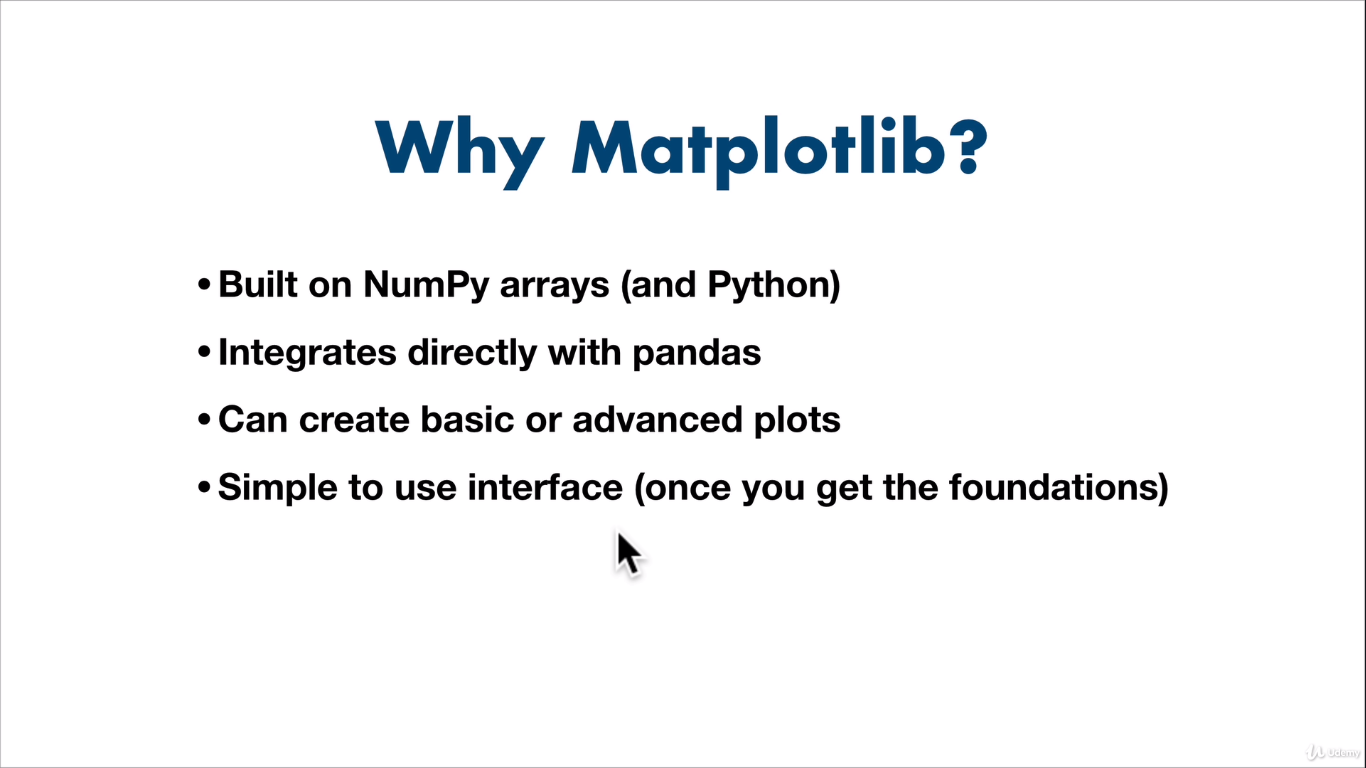 Why Matplotlib?
•Built on NumPy arrays (and Python)
•Integrates directly with pandas
•Can create basic or advanced plots
•Simple to use interface (once you get the foundations)
Udemy